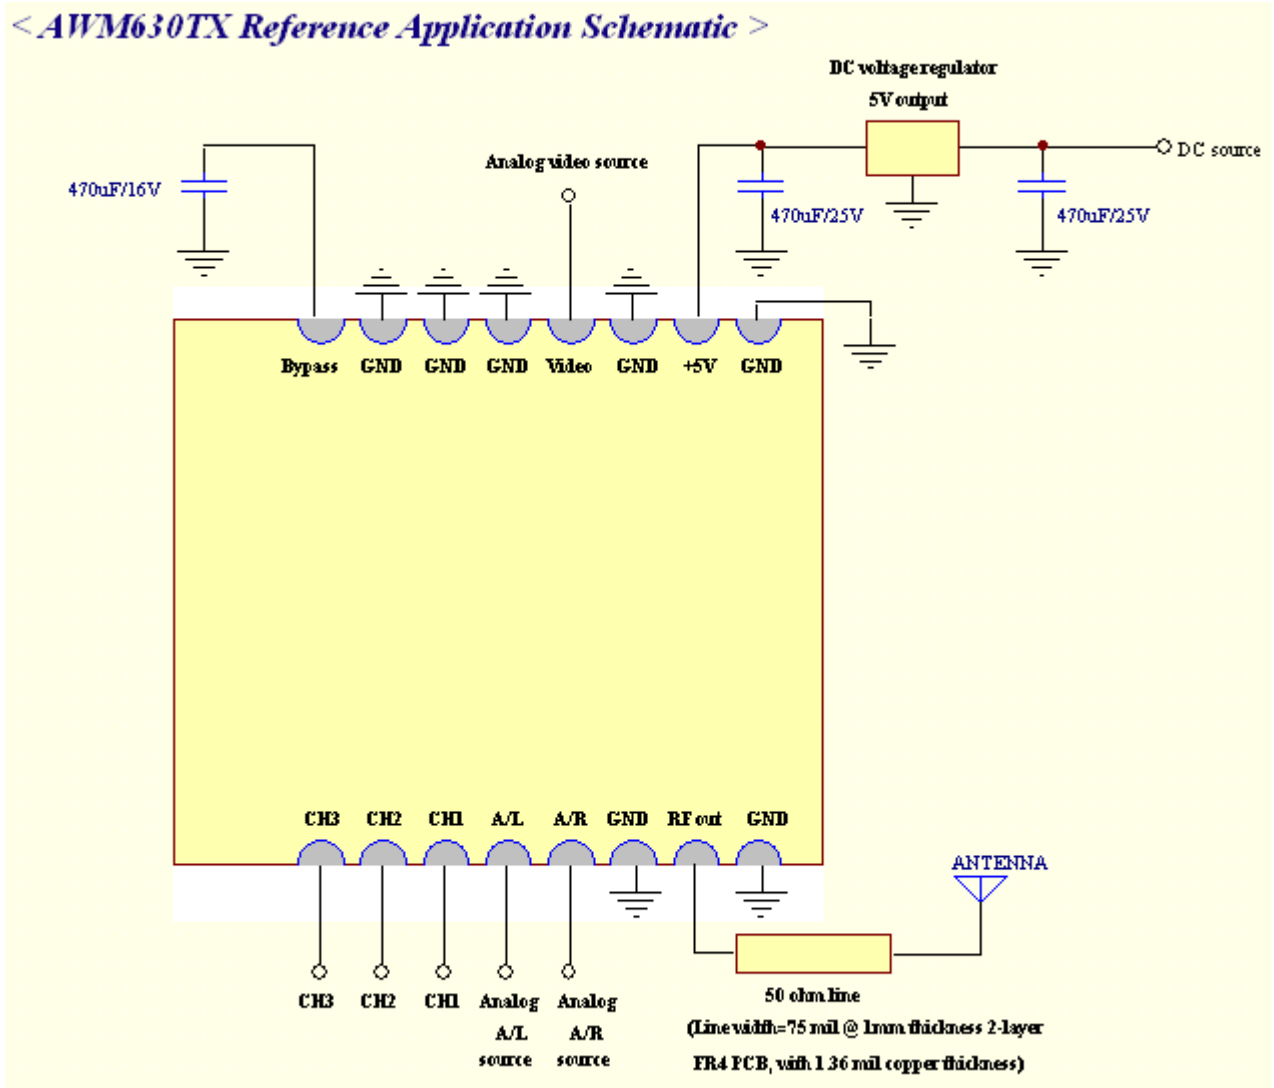 < AWM630TX Reference Application Schematic >
DC voltage regulator
5V output
Analog video source
DC source
470uF/16V
470uF/25V
470uF/25V
Bypass GND GND GND Video GND +5V GND
CH3 CH2 CH1 A/L A/R GND RF out GND
ANTENNA
CH3 CH2 CH1 Analog A/L source Analog A/R source
50 ohm line
(Line width=75 mil @ 1mm thickness 2-layer
FR4 PCB, with 1.36 mil copper thickness)